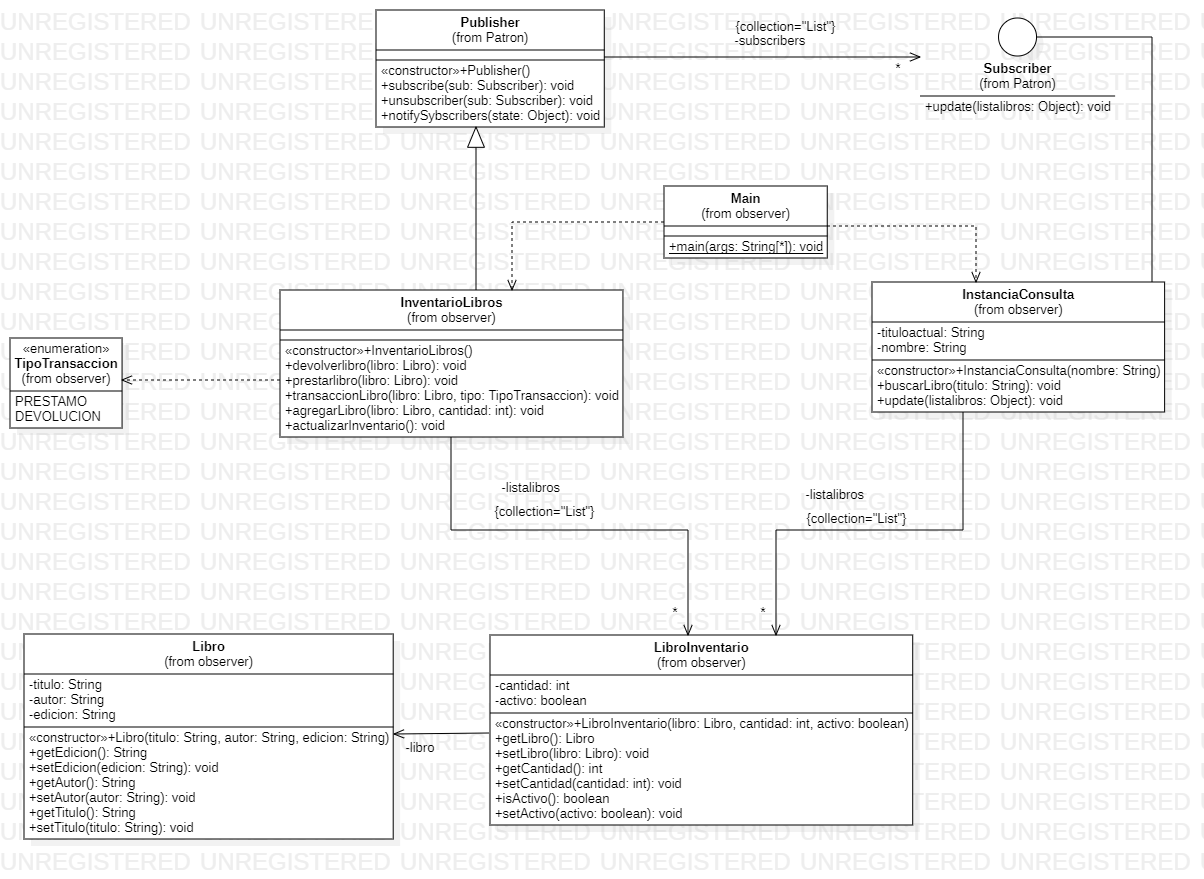 Publisher
(from Patron)
«constructor»+Publisher()
+subscribe(sub: Subscriber): void
+unsubscriber(sub: Subscriber): void
+notifySybscribers(state: Object): void
{collection="List"}
-subscribers
*
Subscriber
(from Patron)
+update(listalibros: Object): void
Main
(from observer)
+main(args: String[*]): void
InventarioLibros
(from observer)
«constructor»+InventarioLibros()
+devolverlibro(libro: Libro): void
+prestarlibro(libro: Libro): void
+transaccionLibro(libro: Libro, tipo: TipoTransaccion): void
+agregarLibro(libro: Libro, cantidad: int): void
+actualizarInventario(): void
InstanciaConsulta
(from observer)
-tituloactual: String
-nombre: String
«constructor»+InstanciaConsulta(nombre: String)
+buscarLibro(titulo: String): void
+update(listalibros: Object): void
«enumeration»
TipoTransaccion
(from observer)
PRESTAMO
DEVOLUCION
-listalibros
{collection="List"}
*
-listalibros
{collection="List"}
*
Libro
(from observer)
-titulo: String
-autor: String
-edicion: String
«constructor»+Libro(titulo: String, autor: String, edicion: String)
+getEdicion(): String
+setEdicion(edicion: String): void
+getAutor(): String
+setAutor(autor: String): void
+getTitulo(): String
+setTitulo(titulo: String): void
-libro
LibroInventario
(from observer)
-cantidad: int
-activo: boolean
«constructor»+LibroInventario(libro: Libro, cantidad: int, activo: boolean)
+getLibro(): Libro
+setLibro(libro: Libro): void
+getCantidad(): int
+setCantidad(cantidad: int): void
+isActivo(): boolean
+setActivo(activo: boolean): void
UNREGISTERED